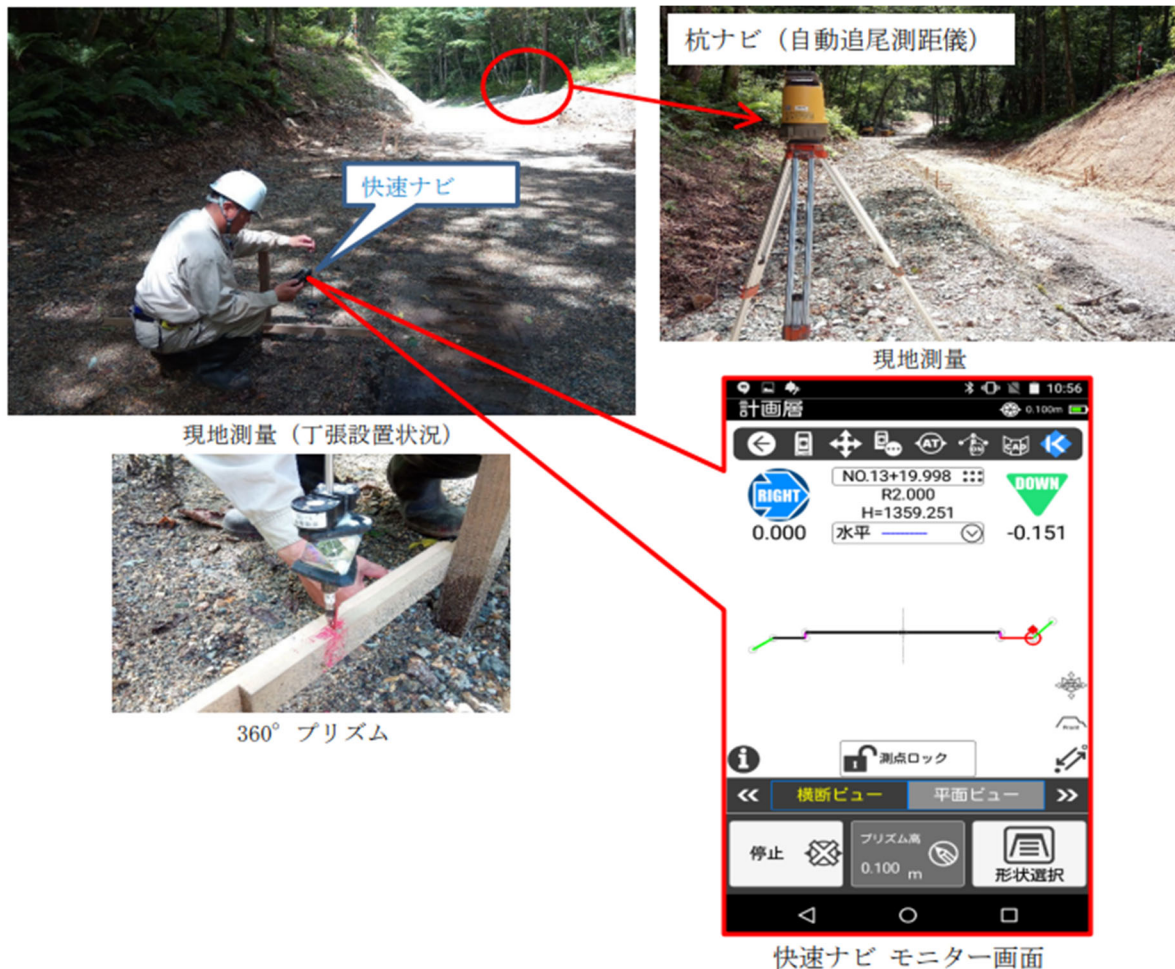 杭ナビ（自動追尾測距儀）
快速ナビ
現地測量
現地測量（丁張設置状況）
360°プリズム
10:56
計画層
0.100m
AT
ON
CAD
RIGHT
0.000
NO.13+19.998
R2.000
H=1359.251
水平
DOWN
-0.151
Front
測点ロック
横断ビュー
平面ビュー
停止
プリズム高
0.100 m
形状選択
快速ナビ モニター画面